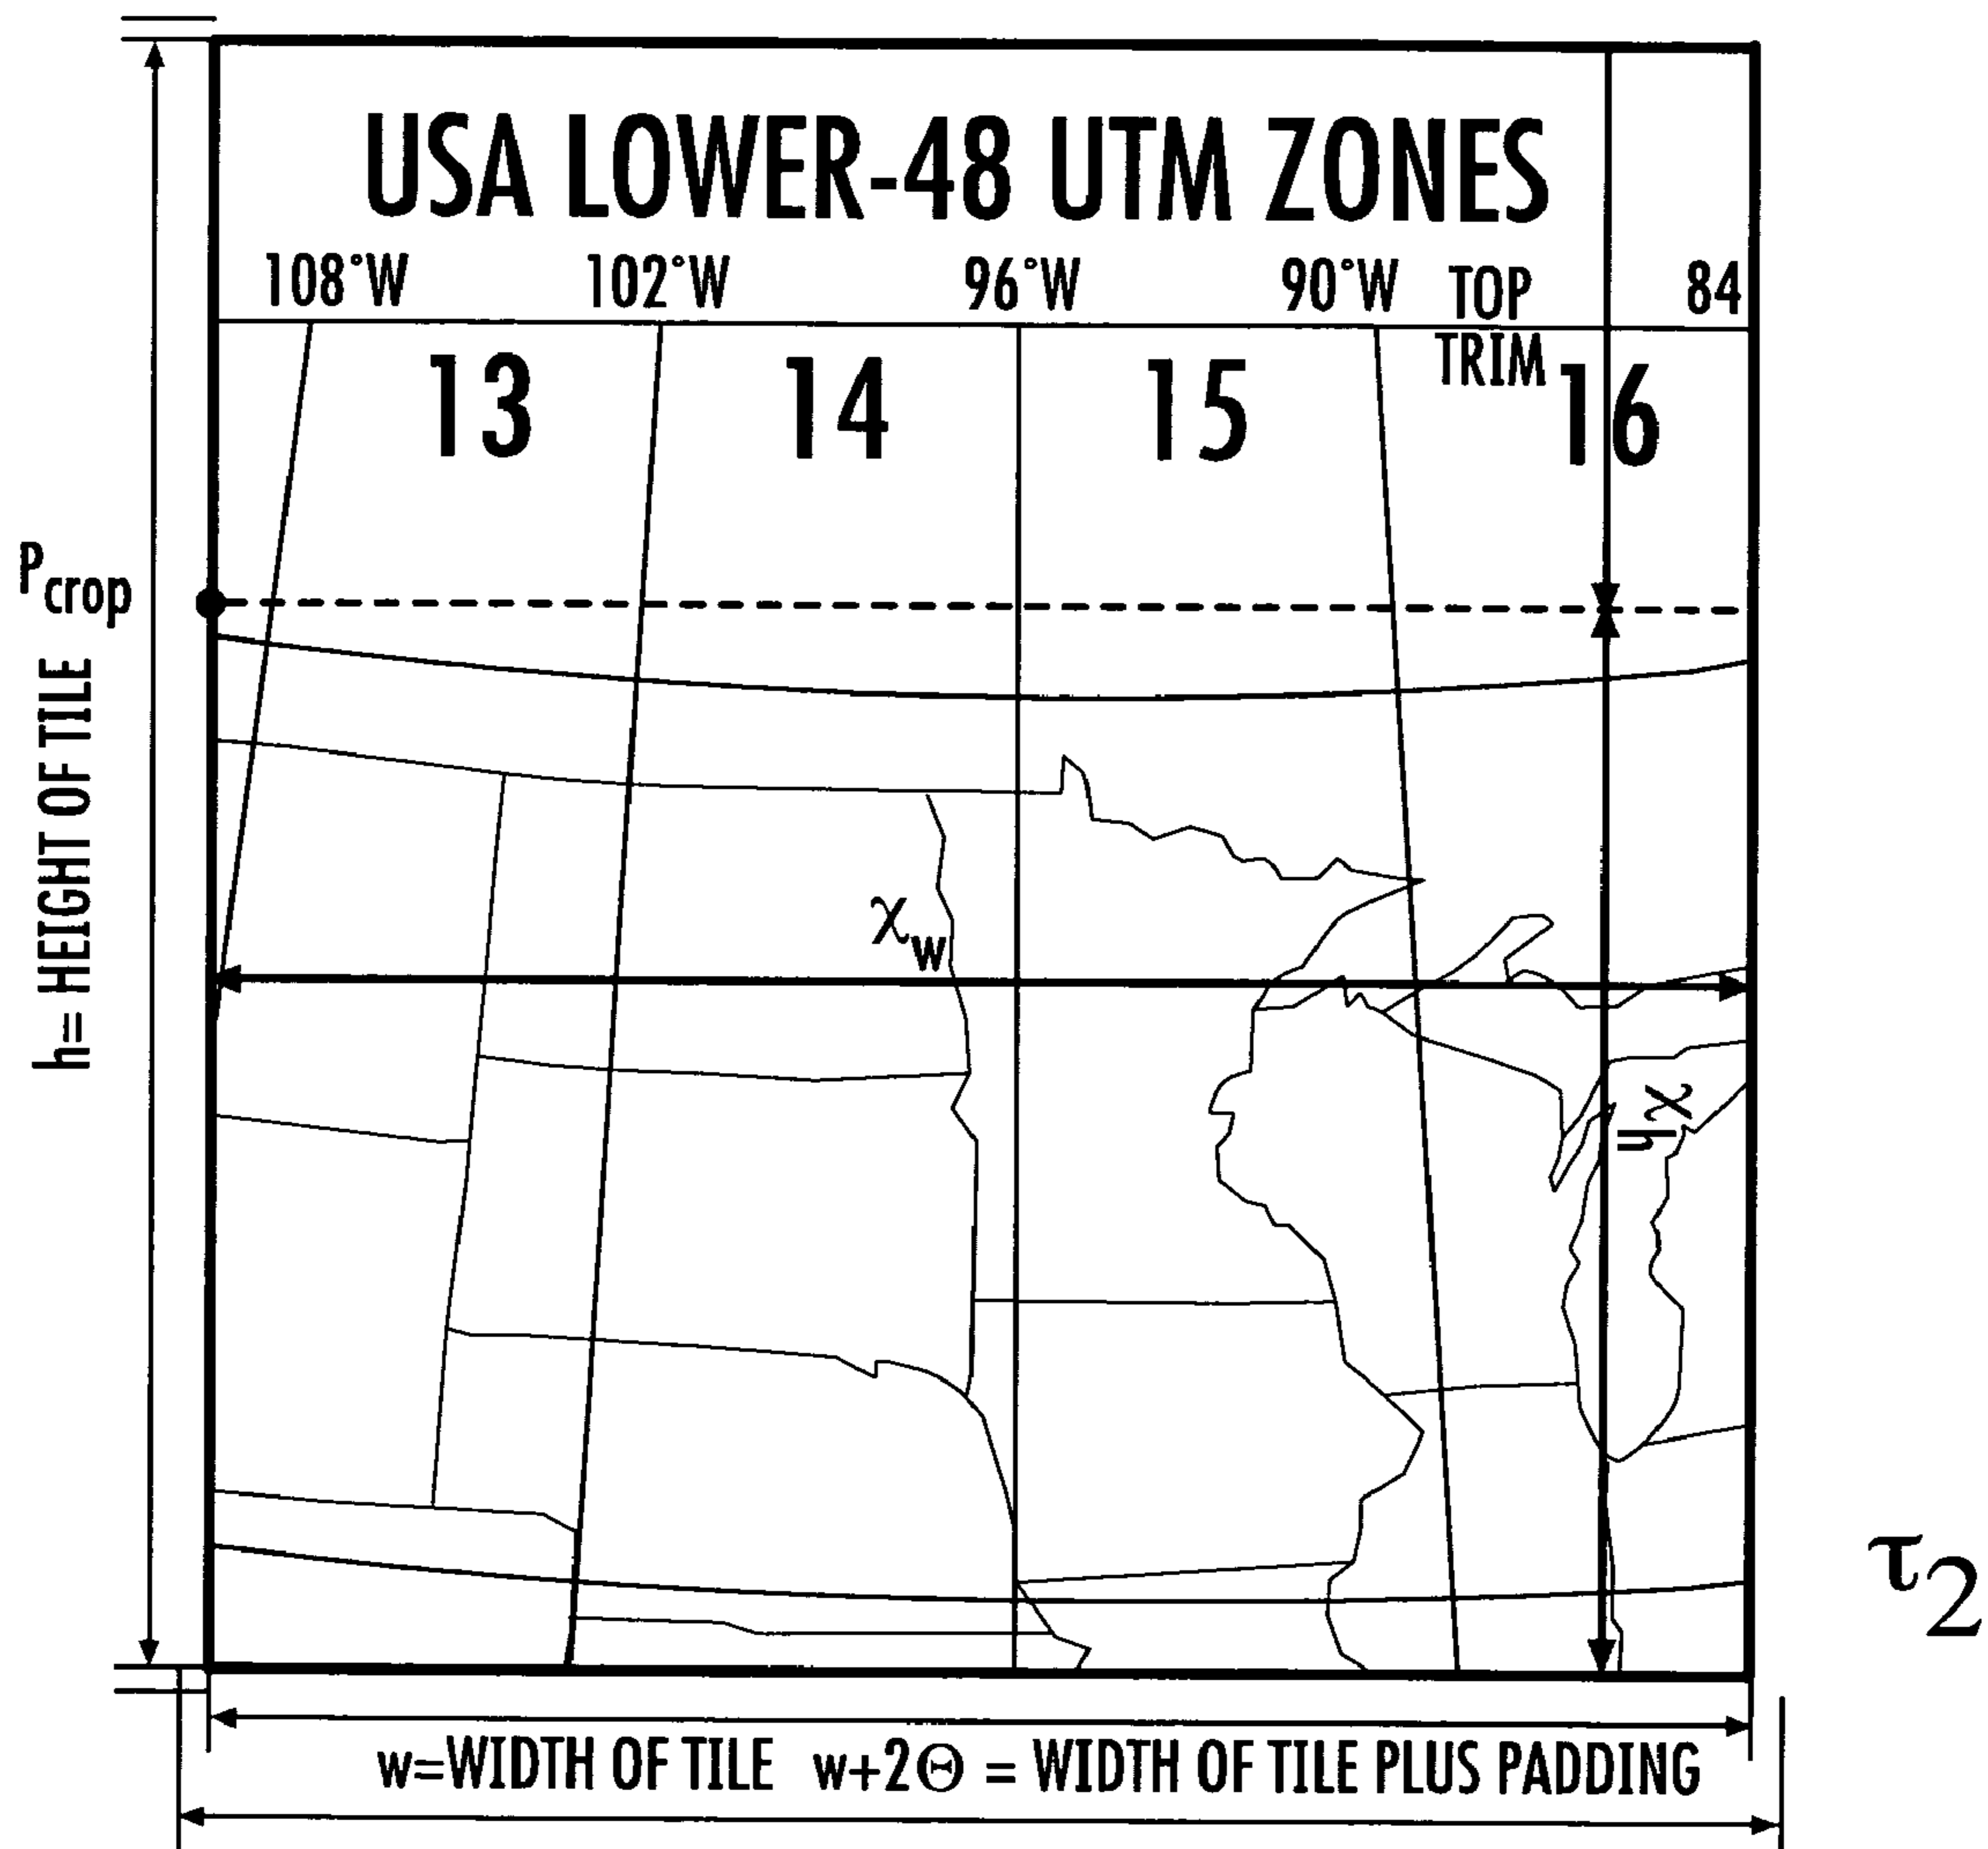 USA LOWER-48 UTM ZONES
108°W 102°W 96°W 90°W TOP 84
TRIM
13 14 15 16
Pcrop
h= HEIGHT OF TILE
χw
χh
τ2
w=WIDTH OF TILE w+2Θ = WIDTH OF TILE PLUS PADDING